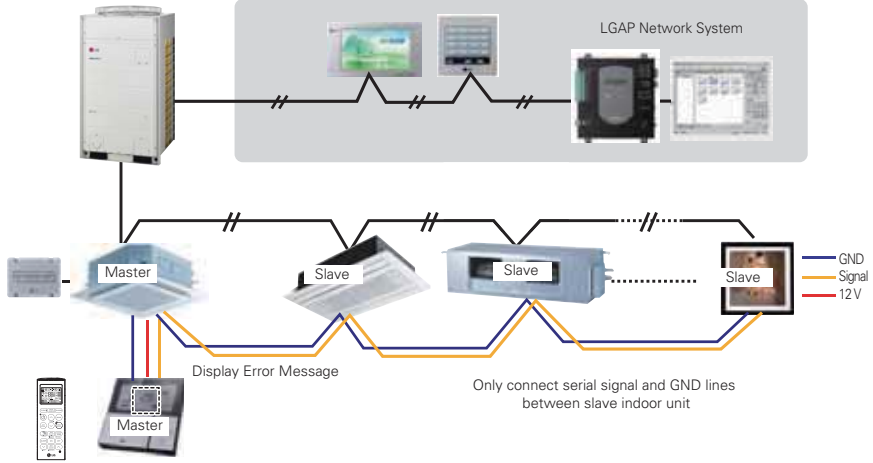 LGAP Network System
Master
Slave
Slave
Slave
GND
Signal
12 V
Display Error Message
Only connect serial signal and GND lines
between slave indoor unit
Master
LG